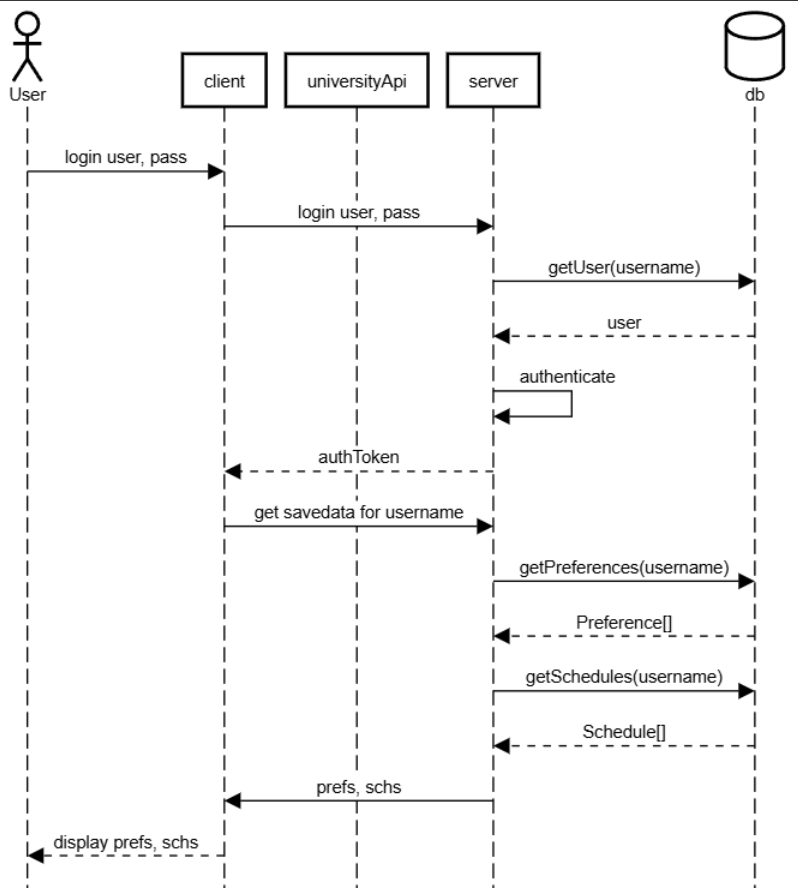 User
client
universityApi
server
db
login user, pass
login user, pass
getUser(username)
user
authenticate
authToken
get savedata for username
getPreferences(username)
Preference[]
getSchedules(username)
Schedule[]
prefs, schs
display prefs, schs